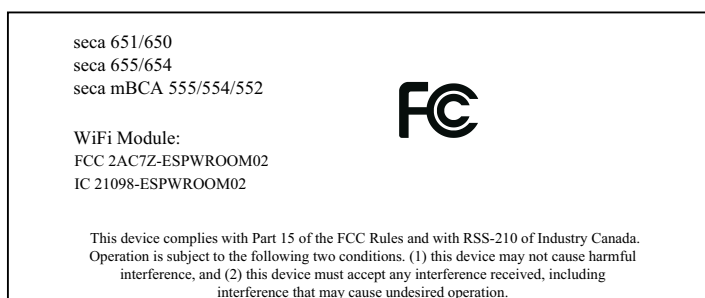 seca 651/650
seca 655/654
seca mBCA 555/554/552
FC
WiFi Module:
FCC 2AC7Z-ESPWROOM02
IC 21098-ESPWROOM02
This device complies with Part 15 of the FCC Rules and with RSS-210 of Industry Canada.
Operation is subject to the following two conditions. (1) this device may not cause harmful
interference, and (2) this device must accept any interference received, including
interference that may cause undesired operation.